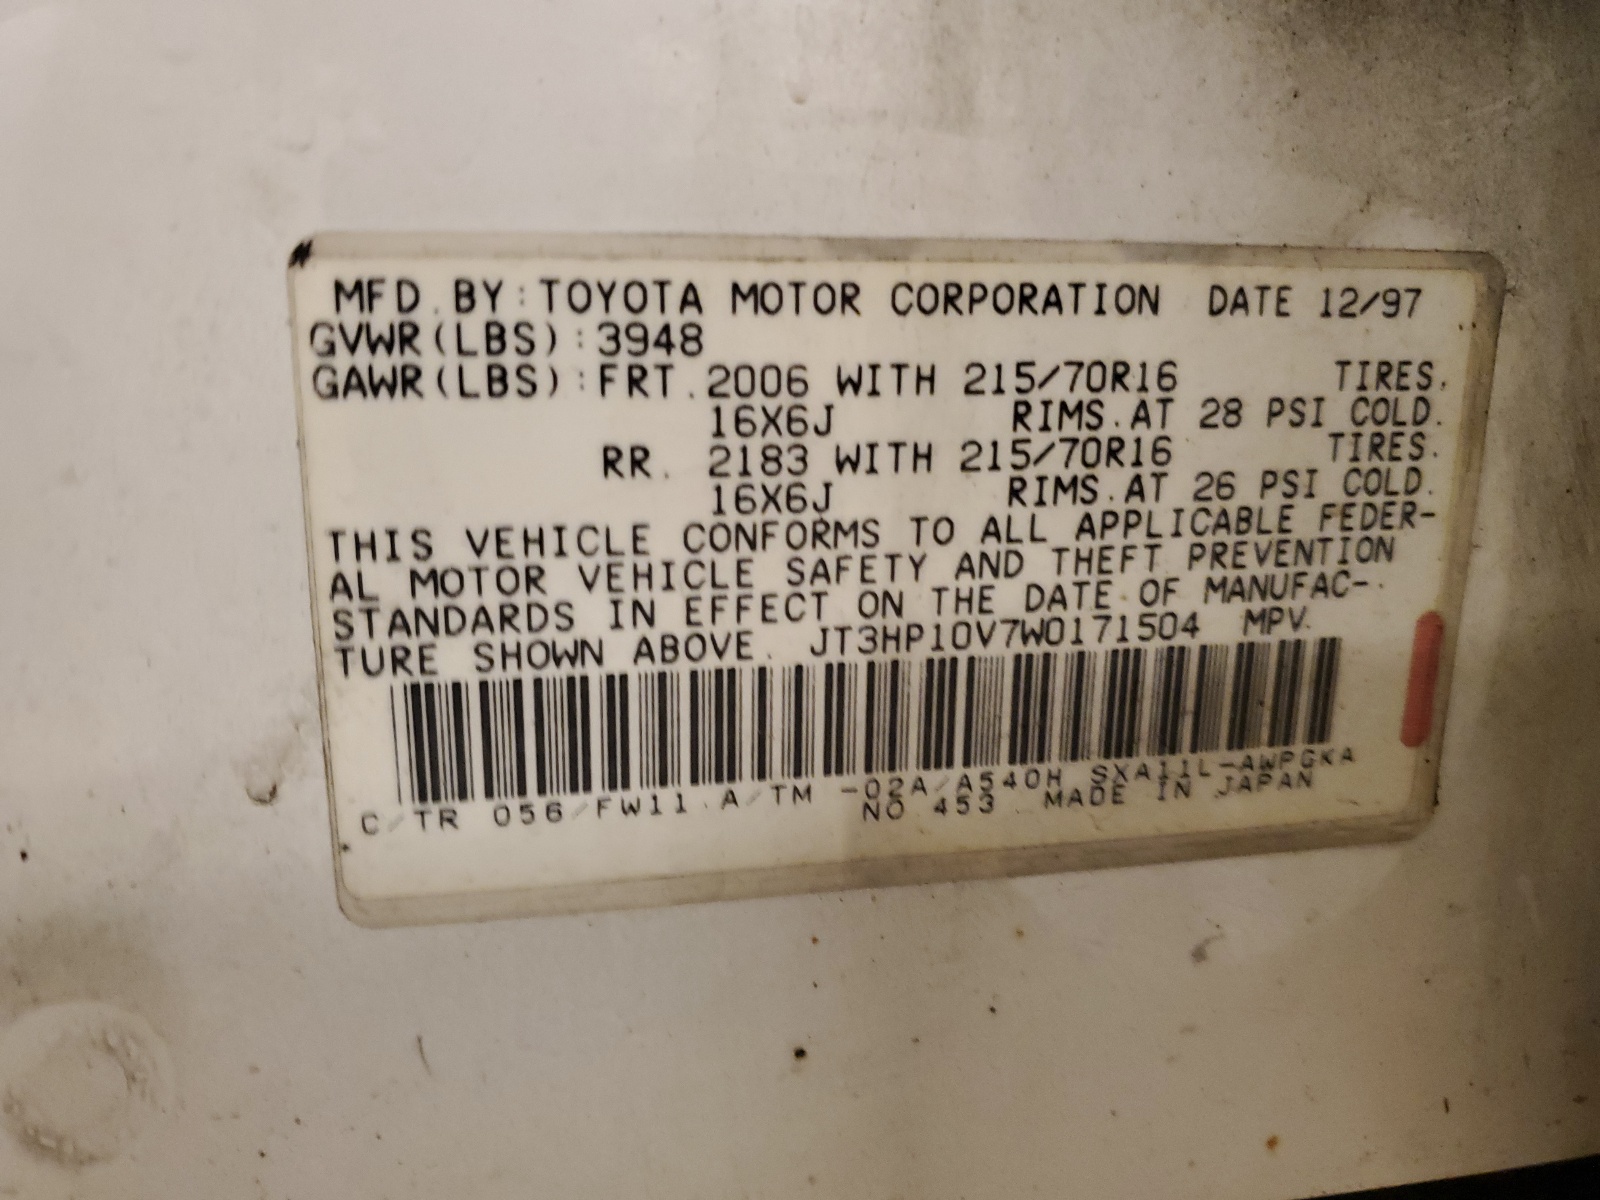 MFD. BY: TOYOTA MOTOR CORPORATION DATE 12/97
GVWR(LBS): 3948
GAWR(LBS): FRT. 2006 WITH 215/70R16 TIRES.
16X6J RIMS. AT 28 PSI COLD.
RR. 2183 WITH 215/70R16 TIRES.
16X6J RIMS. AT 26 PSI COLD.
THIS VEHICLE CONFORMS TO ALL APPLICABLE FEDER-
AL MOTOR VEHICLE SAFETY AND THEFT PREVENTION
STANDARDS IN EFFECT ON THE DATE OF MANUFAC-
TURE SHOWN ABOVE. JT3HP10V7W0171504 MPV.
C/TR 056/FW11 A/TM -02A/A540H SXA11L-AWPGKA
NO 453 MADE IN JAPAN